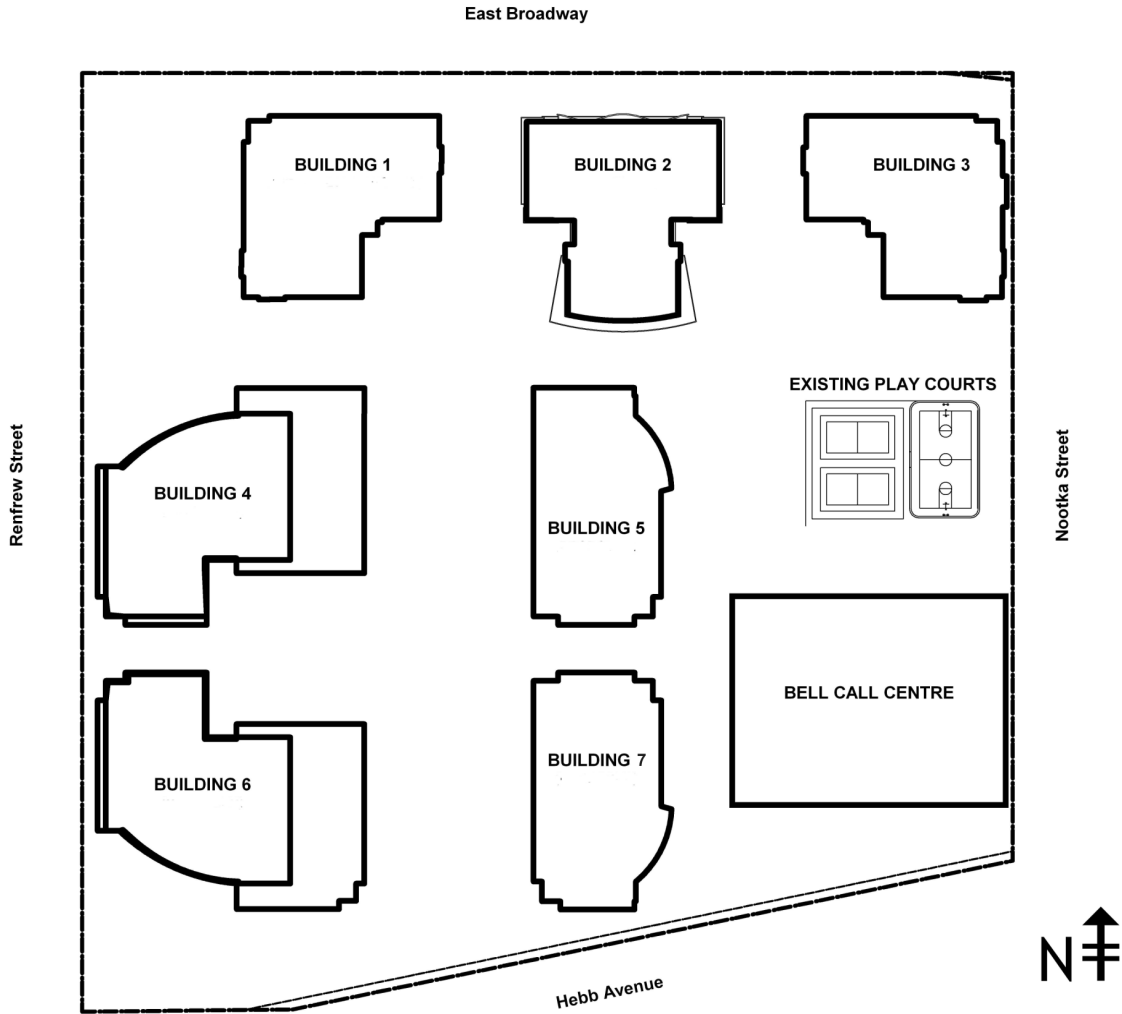 East Broadway
BUILDING 1
BUILDING 2
BUILDING 3
EXISTING PLAY COURTS
Renfrew Street
Nootka Street
BUILDING 4
BUILDING 5
BELL CALL CENTRE
BUILDING 6
BUILDING 7
Hebb Avenue
N